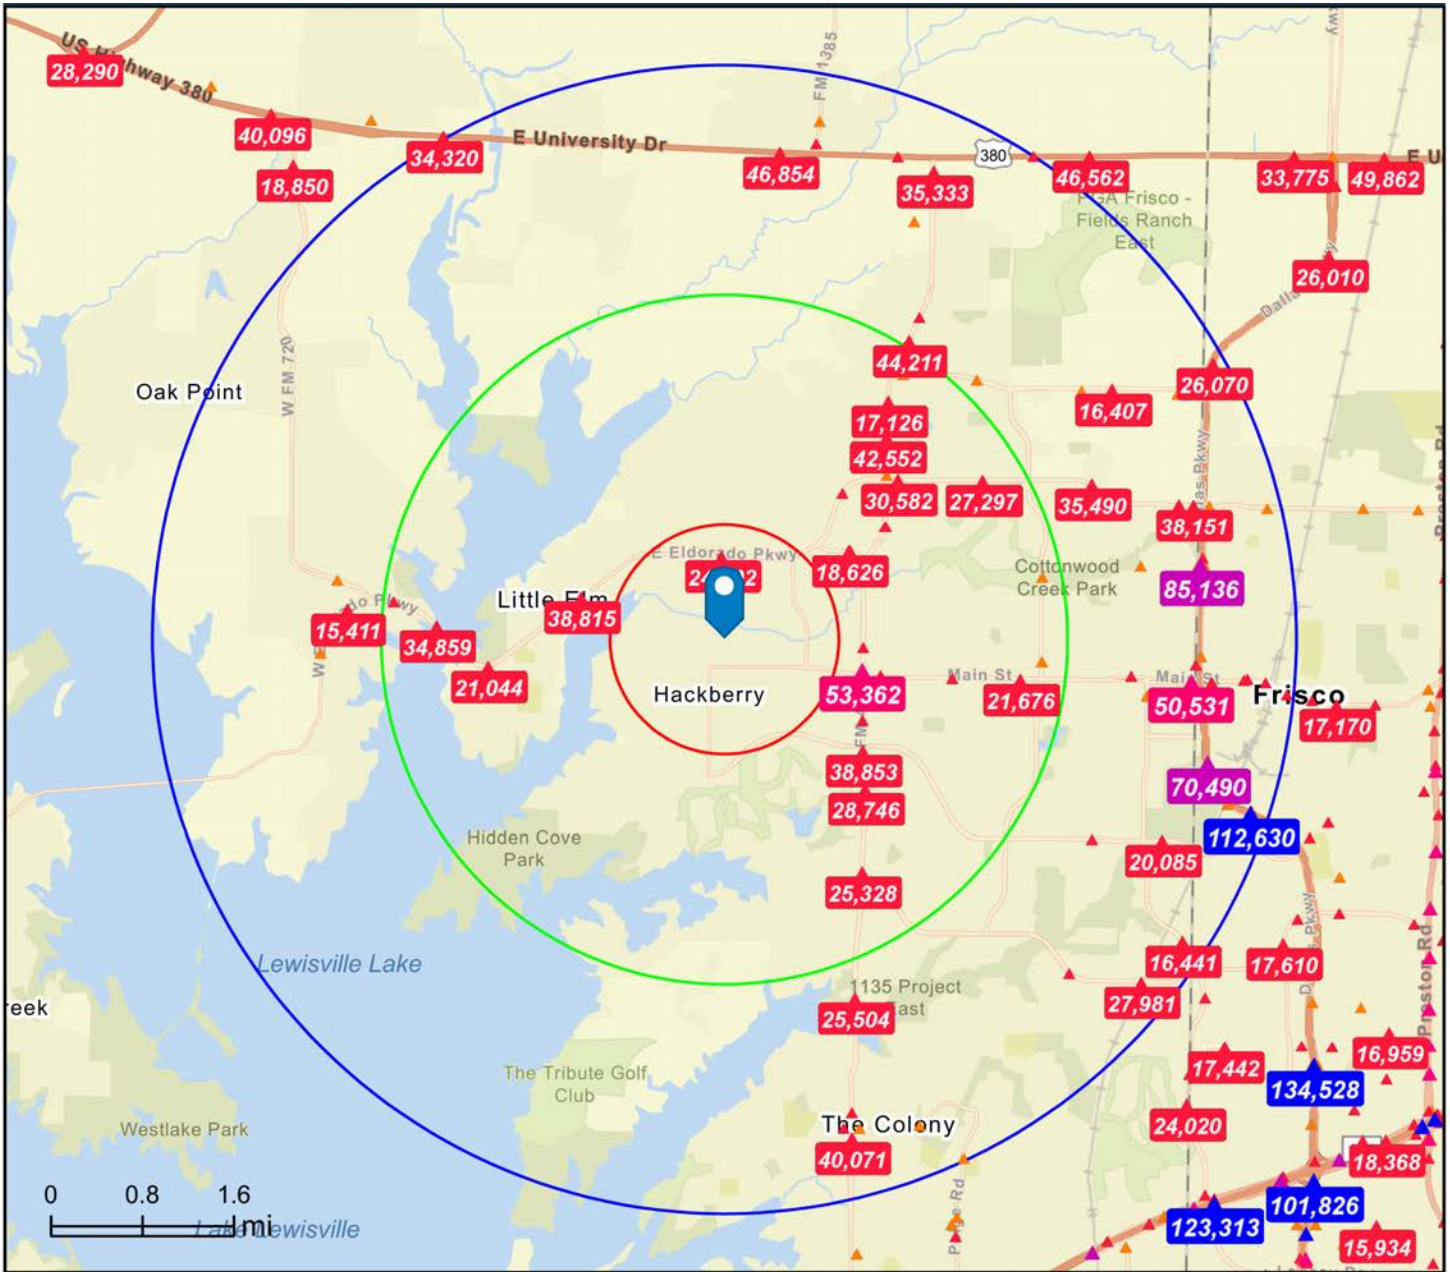 US Highway 380
28,290
40,096
18,850
34,320
E University Dr
46,854
FM 1385
35,333
380
46,562
33,775
49,862
E U
PGA Frisco -
Fields Ranch
East
26,010
Oak Point
W FM 720
44,211
26,070
16,407
17,126
42,552
30,582
27,297
35,490
38,151
E Eldorado Pkwy
18,626
Cottonwood
Creek Park
85,136
Little Elm
38,815
15,411
34,859
21,044
Hackberry
53,362
Main St
21,676
Main St
50,531
Frisco
17,170
38,853
28,746
70,490
112,630
Hidden Cove
Park
20,085
25,328
Lewisville Lake
16,441
17,610
Preston Rd
reek
1135 Project
East
25,504
27,981
17,442
16,959
134,528
The Tribute Golf
Club
Westlake Park
The Colony
24,020
40,071
18,368
101,826
123,313
15,934
0 0.8 1.6
mi
Lake Lewisville